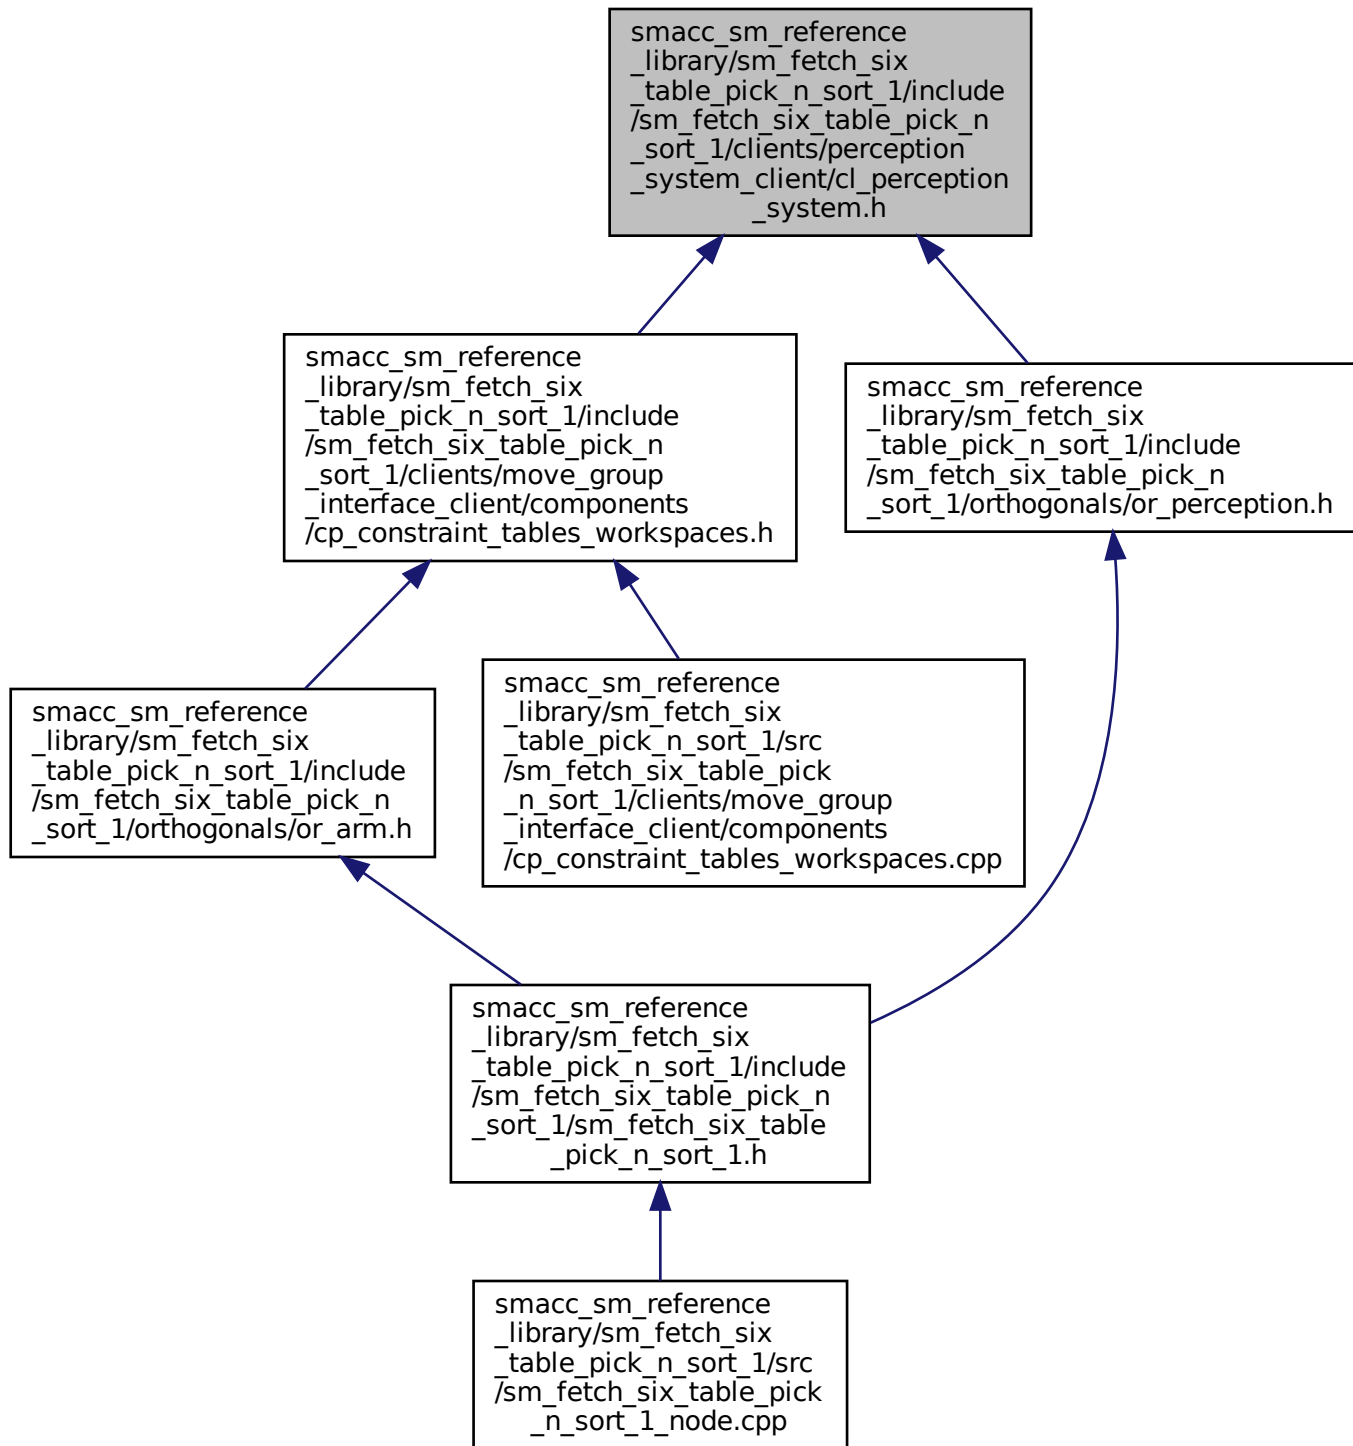 smacc_sm_reference
_library/sm_fetch_six
_table_pick_n_sort_1/include
/sm_fetch_six_table_pick_n
_sort_1/clients/perception
_system_client/cl_perception
_system.h
smacc_sm_reference
_library/sm_fetch_six
_table_pick_n_sort_1/include
/sm_fetch_six_table_pick_n
_sort_1/clients/move_group
_interface_client/components
/cp_constraint_tables_workspaces.h
smacc_sm_reference
_library/sm_fetch_six
_table_pick_n_sort_1/include
/sm_fetch_six_table_pick_n
_sort_1/orthogonals/or_perception.h
smacc_sm_reference
_library/sm_fetch_six
_table_pick_n_sort_1/include
/sm_fetch_six_table_pick_n
_sort_1/orthogonals/or_arm.h
smacc_sm_reference
_library/sm_fetch_six
_table_pick_n_sort_1/src
/sm_fetch_six_table_pick
_n_sort_1/clients/move_group
_interface_client/components
/cp_constraint_tables_workspaces.cpp
smacc_sm_reference
_library/sm_fetch_six
_table_pick_n_sort_1/include
/sm_fetch_six_table_pick_n
_sort_1/sm_fetch_six_table
_pick_n_sort_1.h
smacc_sm_reference
_library/sm_fetch_six
_table_pick_n_sort_1/src
/sm_fetch_six_table_pick
_n_sort_1_node.cpp